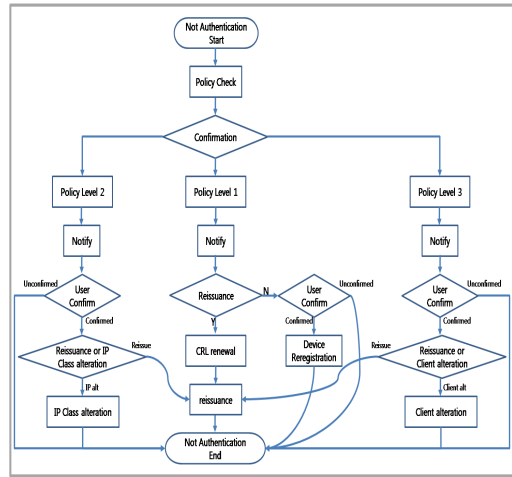 Not Authentication
Start
Policy Check
Confirmation
Policy Level 2
Policy Level 1
Policy Level 3
Notify
Notify
Notify
Unconfirmed
User
Confirm
Confirmed
Reissuance
N
Y
User
Confirm
Unconfirmed
Confirmed
User
Confirm
Unconfirmed
Confirmed
Reissuance or IP
Class alteration
Reissue
IP alt
CRL renewal
Device
Reregistration
Reissue
Reissuance or
Client alteration
Client alt
IP Class alteration
reissuance
Client alteration
Not Authentication
End